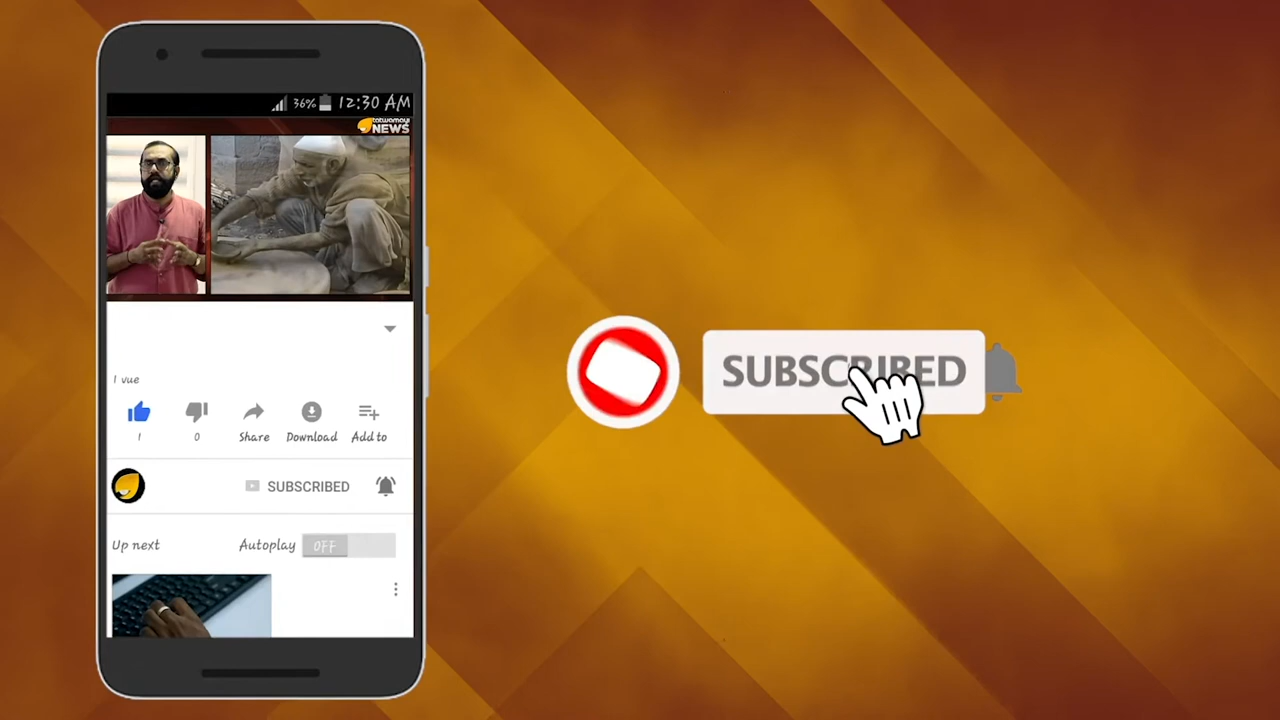 36% 12:30 AM
tatwamayi
NEWS
1 vue
1 0 Share Download Add to
SUBSCRIBED
Up next Autoplay OFF
SUBSCRIBED